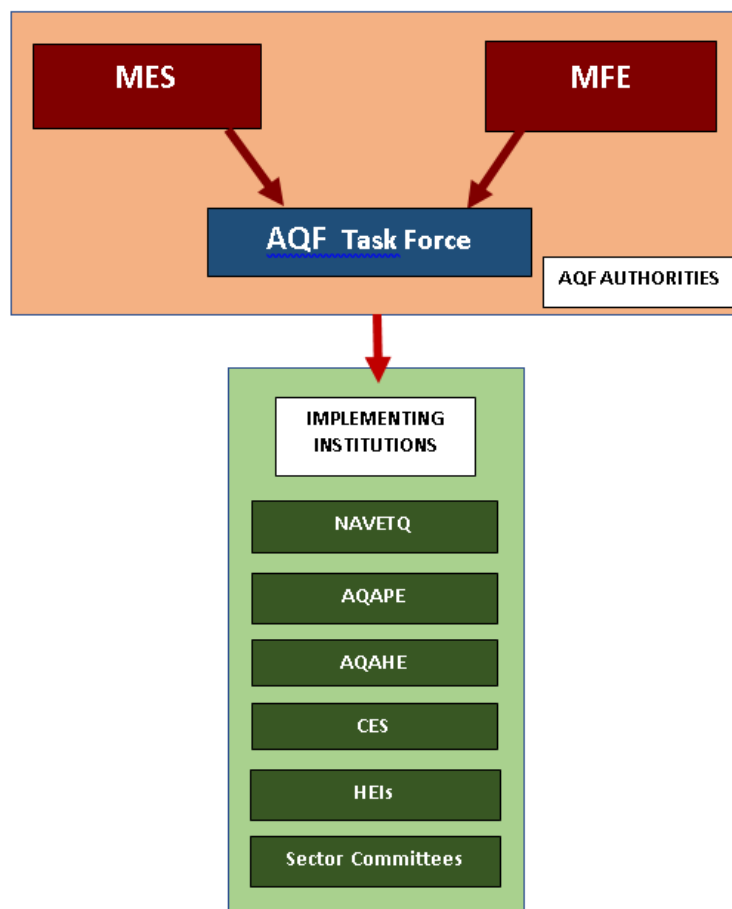 MES
MFE
AQF Task Force
AQF AUTHORITIES
IMPLEMENTING
INSTITUTIONS
NAVETQ
AQAPE
AQAHE
CES
HEIs
Sector Committees